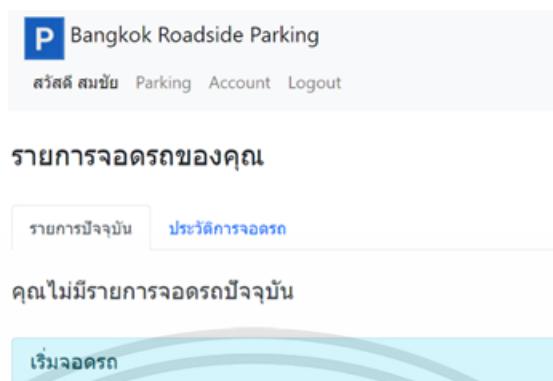 P Bangkok Roadside Parking
สวัสดี สมชัย Parking Account Logout
รายการจอดรถของคุณ
รายการปัจจุบัน ประวัติการจอดรถ
คุณไม่มีรายการจอดรถปัจจุบัน
เริ่มจอดรถ